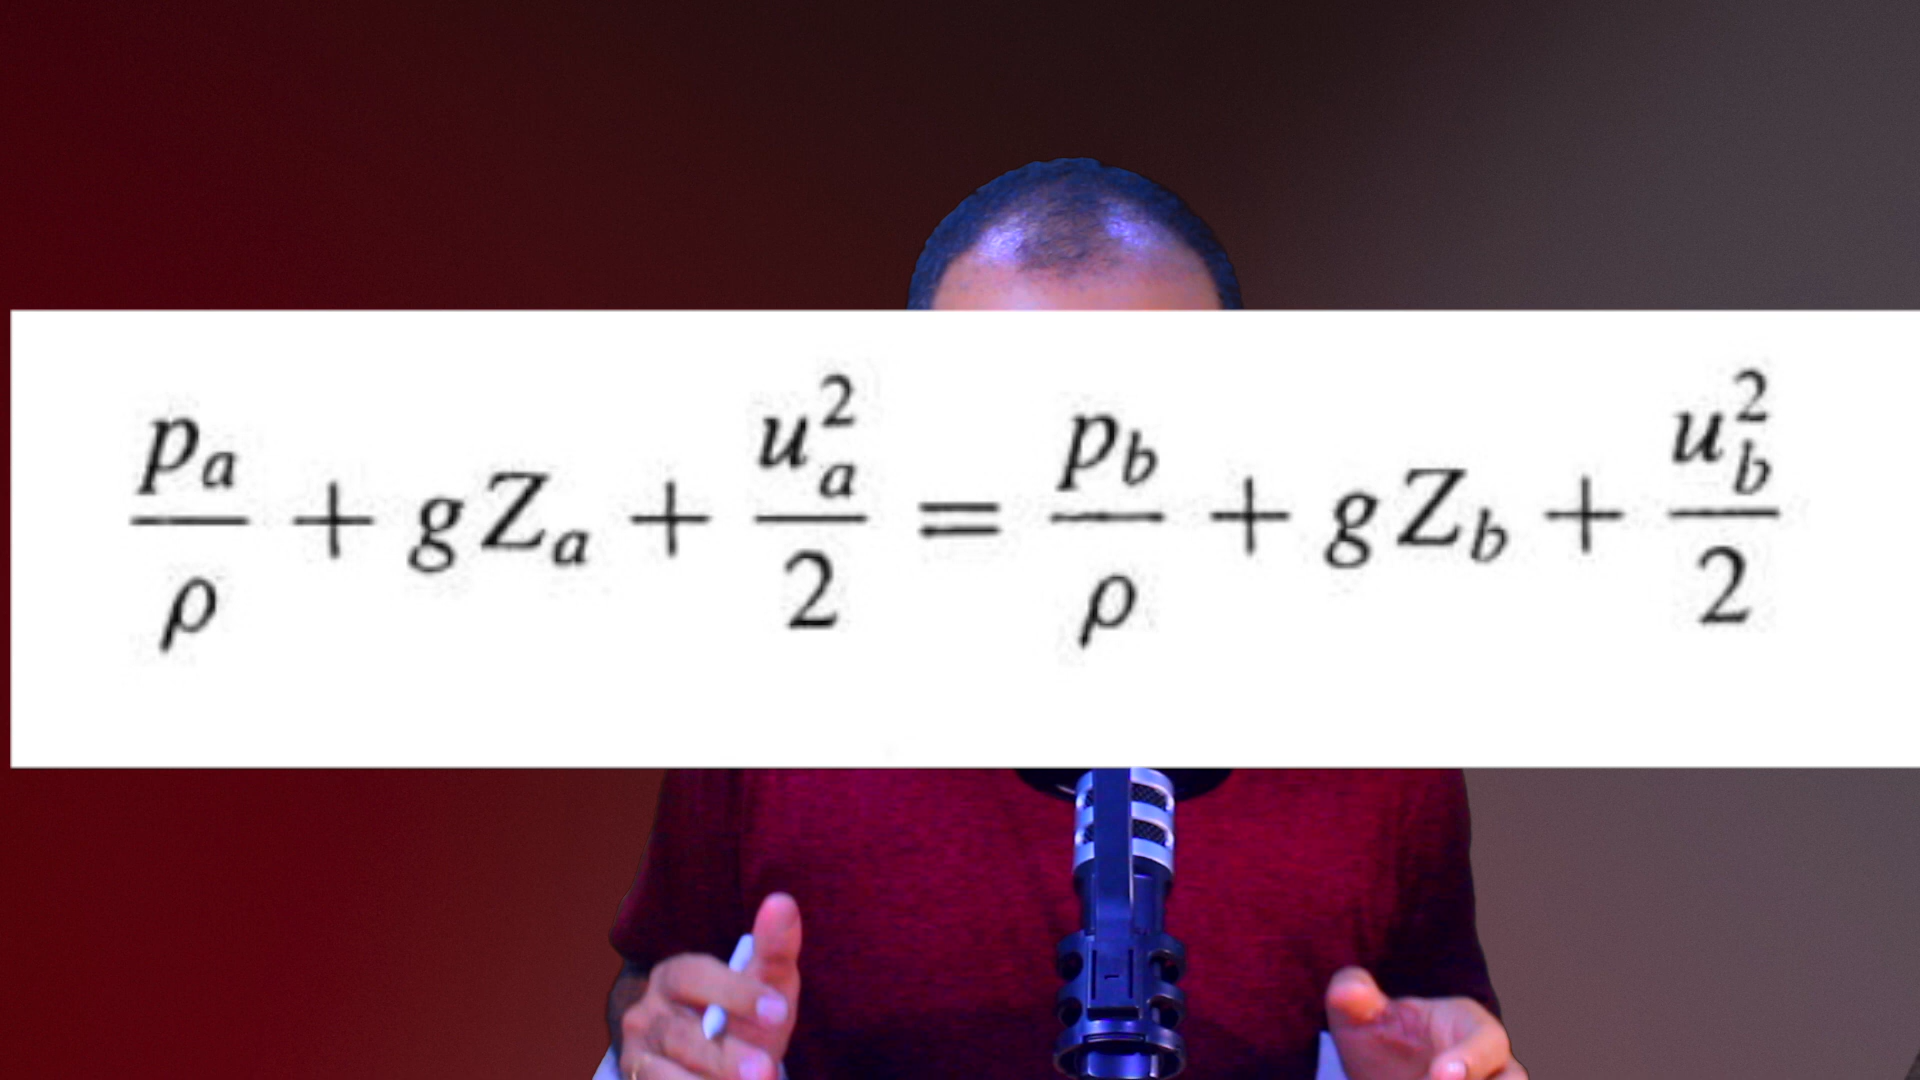 p_a/ρ + gZ_a + u_a^2/2 = p_b/ρ + gZ_b + u_b^2/2